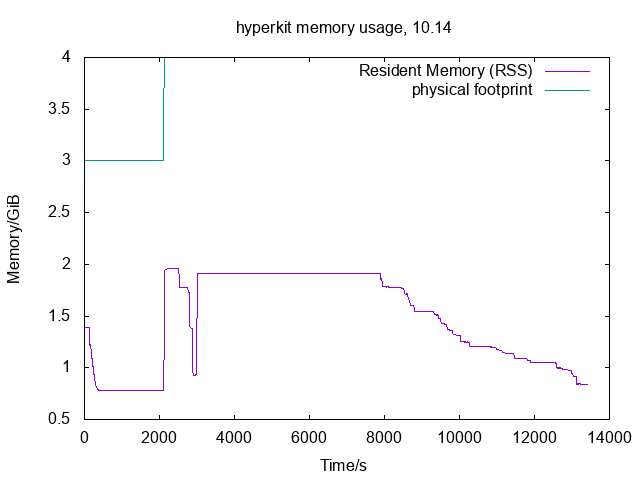 hyperkit memory usage, 10.14
Resident Memory (RSS)
physical footprint
4
3.5
3
2.5
2
1.5
1
0.5
Memory/GiB
0 2000 4000 6000 8000 10000 12000 14000
Time/s